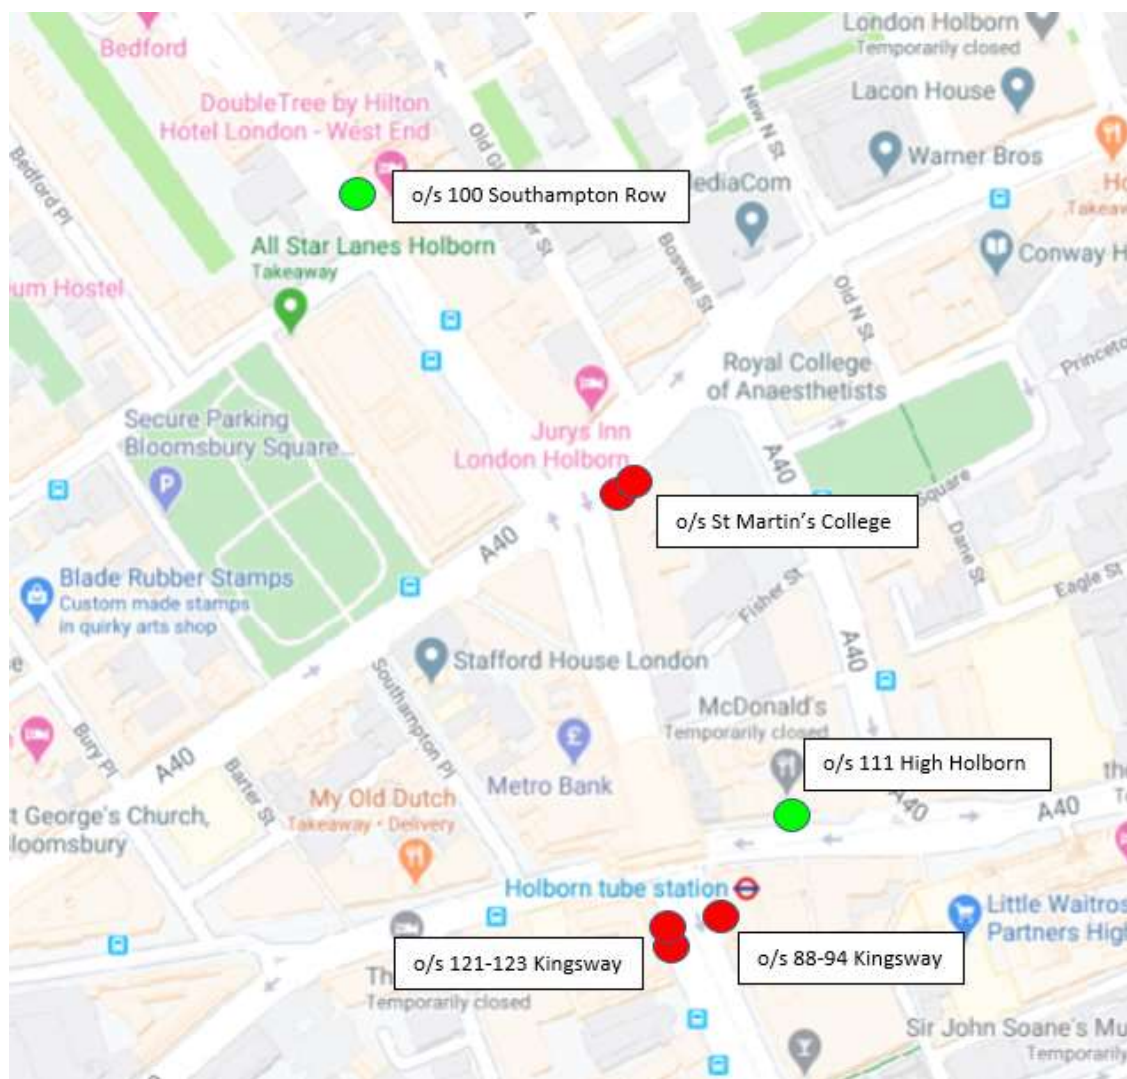 Bedford
London Holborn
Temporarily closed
DoubleTree by Hilton
Hotel London - West End
Lacon House
New N St
Bedford Pl
Warner Bros
o/s 100 Southampton Row
ediaCom
Takeaw
All Star Lanes Holborn
Takeaway
Boswell St
Conway H
um Hostel
Old N St
Royal College
of Anaesthetists
Princeto
Secure Parking
Bloomsbury Square...
Jurys Inn
London Holborn
A40
Square
o/s St Martin's College
A40
Dane St
Blade Rubber Stamps
Custom made stamps
in quirky arts shop
Fisher St
Eagle St
Stafford House London
A40
Southampton Pl
McDonald's
Temporarily closed
Bury Pl
A40
Barter St
Metro Bank
o/s 111 High Holborn
the
My Old Dutch
Takeaway • Delivery
A40
A40
t George's Church,
loomsbury
Holborn tube station
Little Waitros
Partners High
o/s 121-123 Kingsway
o/s 88-94 Kingsway
Th
Temporarily closed
Sir John Soane's Mu
Temporarily